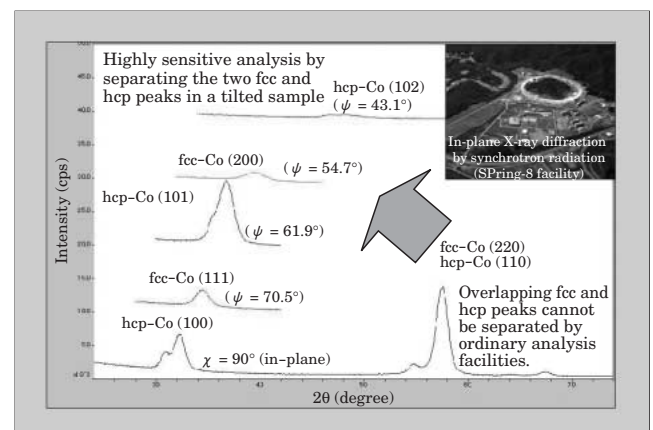 Highly sensitive analysis by
separating the two fcc and
hcp peaks in a tilted sample
hcp-Co (102)
(ψ = 43.1°)
In-plane X-ray diffraction
by synchrotron radiation
(SPring-8 facility)
fcc-Co (200)
(ψ = 54.7°)
hcp-Co (101)
(ψ = 61.9°)
fcc-Co (220)
hcp-Co (110)
fcc-Co (111)
(ψ = 70.5°)
Overlapping fcc and
hcp peaks cannot
be separated by
ordinary analysis
facilities.
hcp-Co (100)
χ = 90° (in-plane)
Intensity (cps)
2θ (degree)